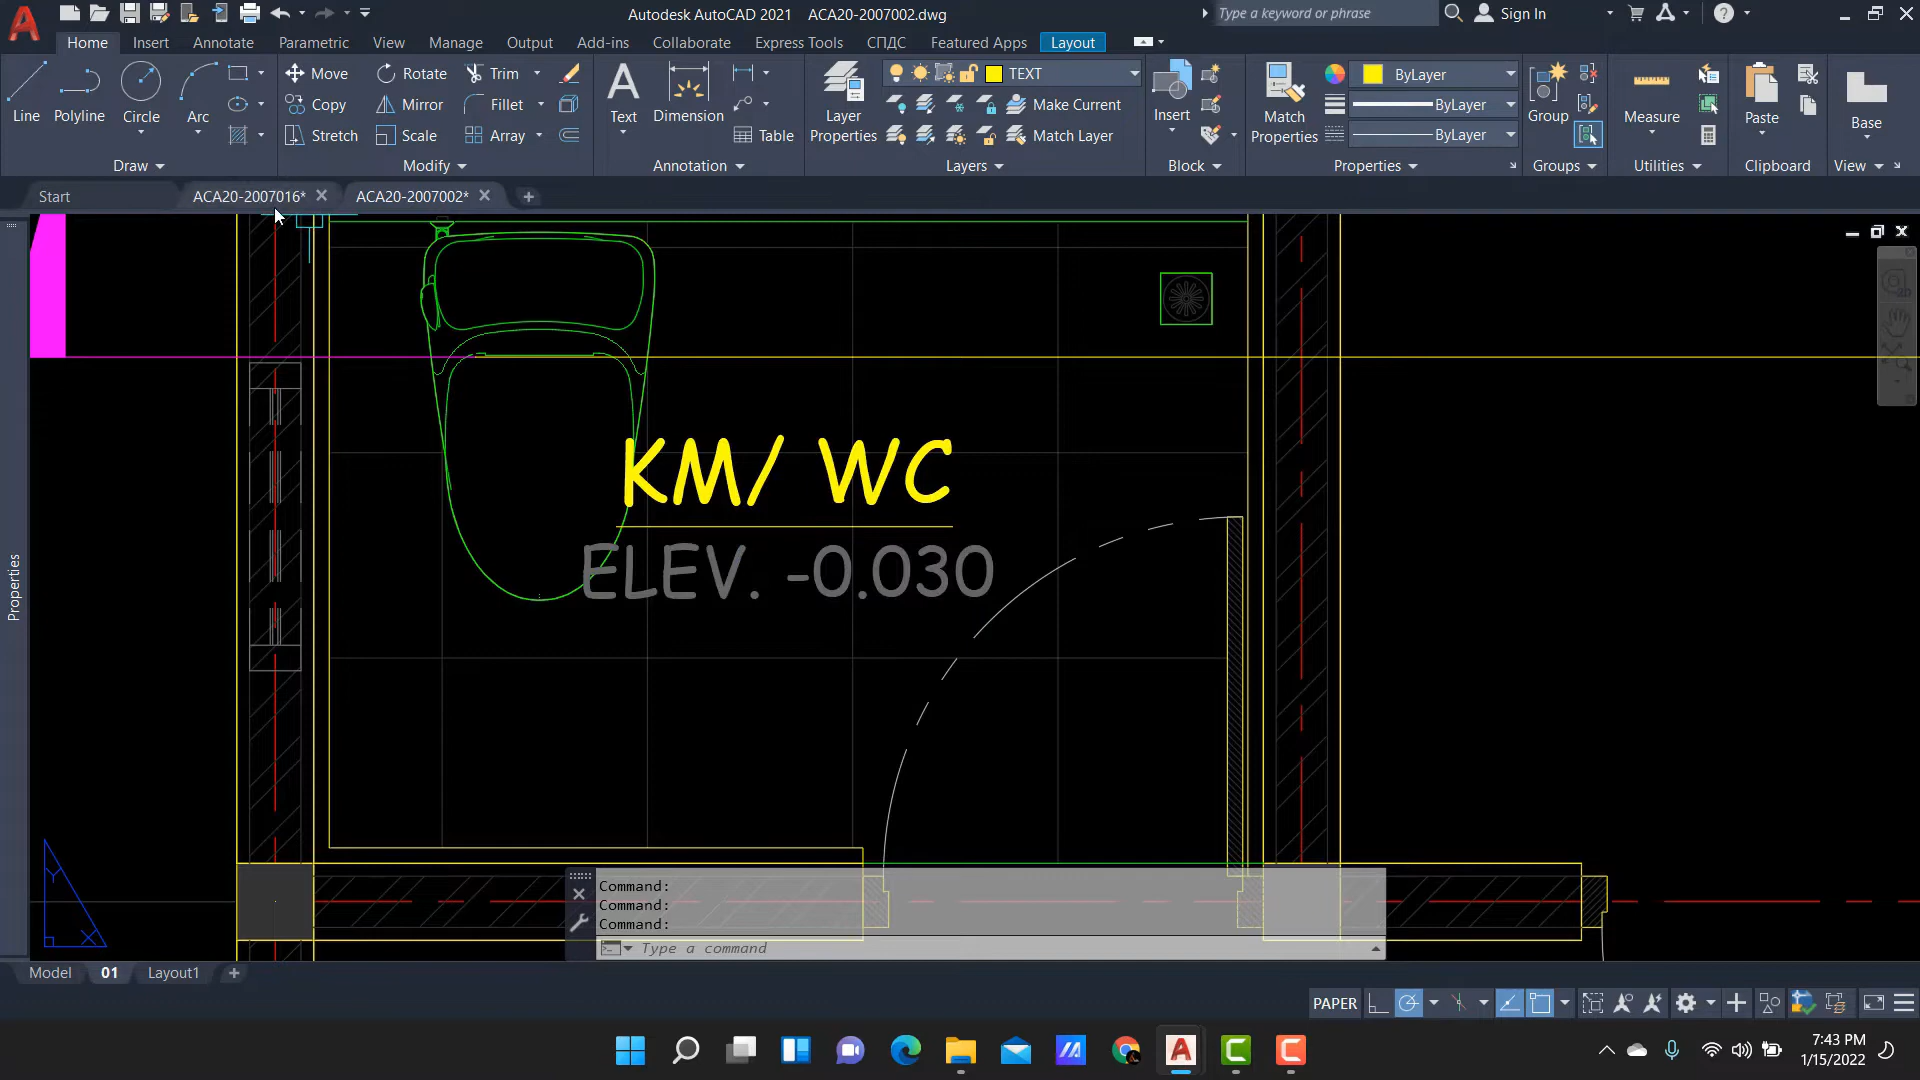 Autodesk AutoCAD 2021 ACA20-2007002.dwg
Type a keyword or phrase
Sign In
Home Insert Annotate Parametric View Manage Output Add-ins Collaborate Express Tools СПДС Featured Apps Layout
Line Polyline Circle Arc
Move Rotate Trim
Copy Mirror Fillet
Stretch Scale Array
Text Dimension Table
Layer Properties
TEXT
Make Current
Match Layer
Insert
Match Properties
ByLayer
ByLayer
ByLayer
Group
Measure
Paste
Base
Draw Modify Annotation Layers Block Properties Groups Utilities Clipboard View
Start ACA20-2007016* ACA20-2007002*
KM/ WC
ELEV. -0.030
Properties
Y
X
Command:
Command:
Command:
Type a command
Model 01 Layout1
PAPER
7:43 PM
1/15/2022